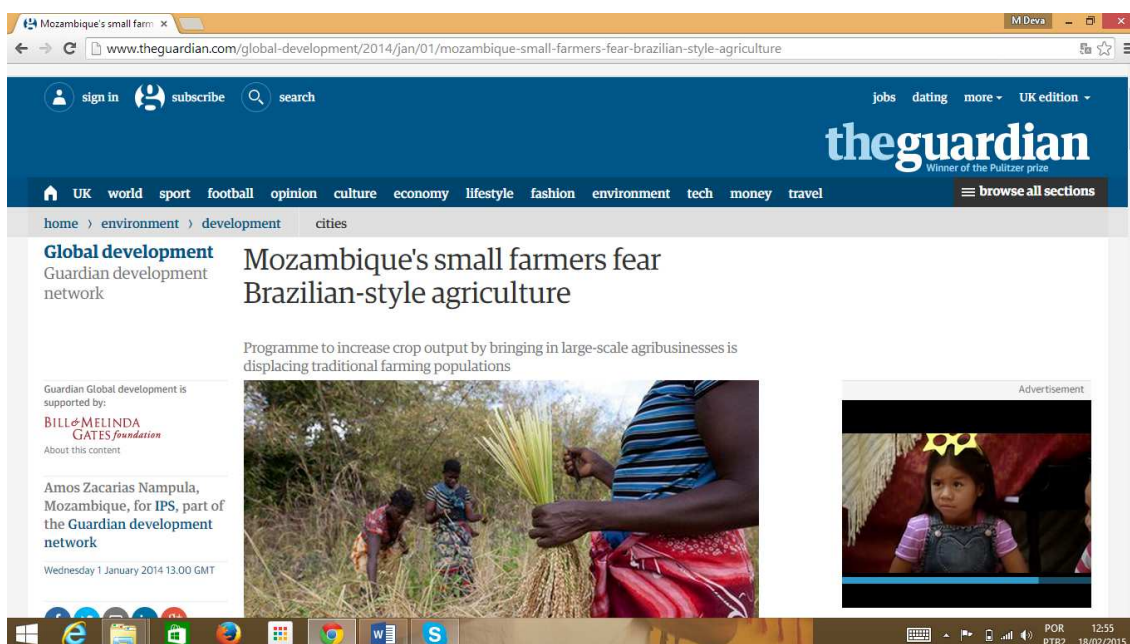 Mozambique's small farm
M Deva
www.theguardian.com/global-development/2014/jan/01/mozambique-small-farmers-fear-brazilian-style-agriculture
sign in subscribe search
jobs dating more UK edition
theguardian
Winner of the Pulitzer prize
UK world sport football opinion culture economy lifestyle fashion environment tech money travel
browse all sections
home › environment › development cities
Global development
Guardian development
network
Mozambique's small farmers fear
Brazilian-style agriculture
Programme to increase crop output by bringing in large-scale agribusinesses is
displacing traditional farming populations
Guardian Global development is
supported by:
BILL & MELINDA
GATES foundation
About this content
Amos Zacarias Nampula,
Mozambique, for IPS, part of
the Guardian development
network
Wednesday 1 January 2014 13.00 GMT
Advertisement
POR 12:55
PTB2 18/02/2015